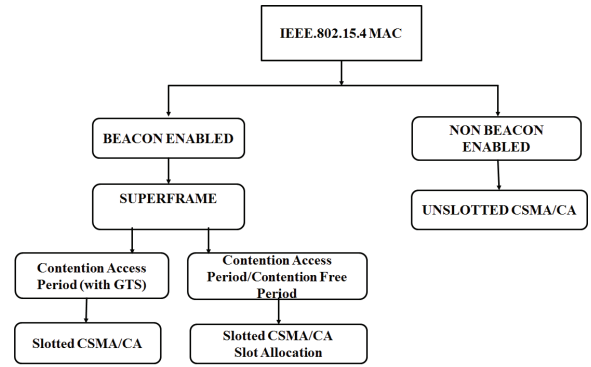 IEEE.802.15.4 MAC
BEACON ENABLED
NON BEACON
ENABLED
SUPERFRAME
UNSLOTTED CSMA/CA
Contention Access
Period (with GTS)
Contention Access
Period/Contention Free
Period
Slotted CSMA/CA
Slotted CSMA/CA
Slot Allocation